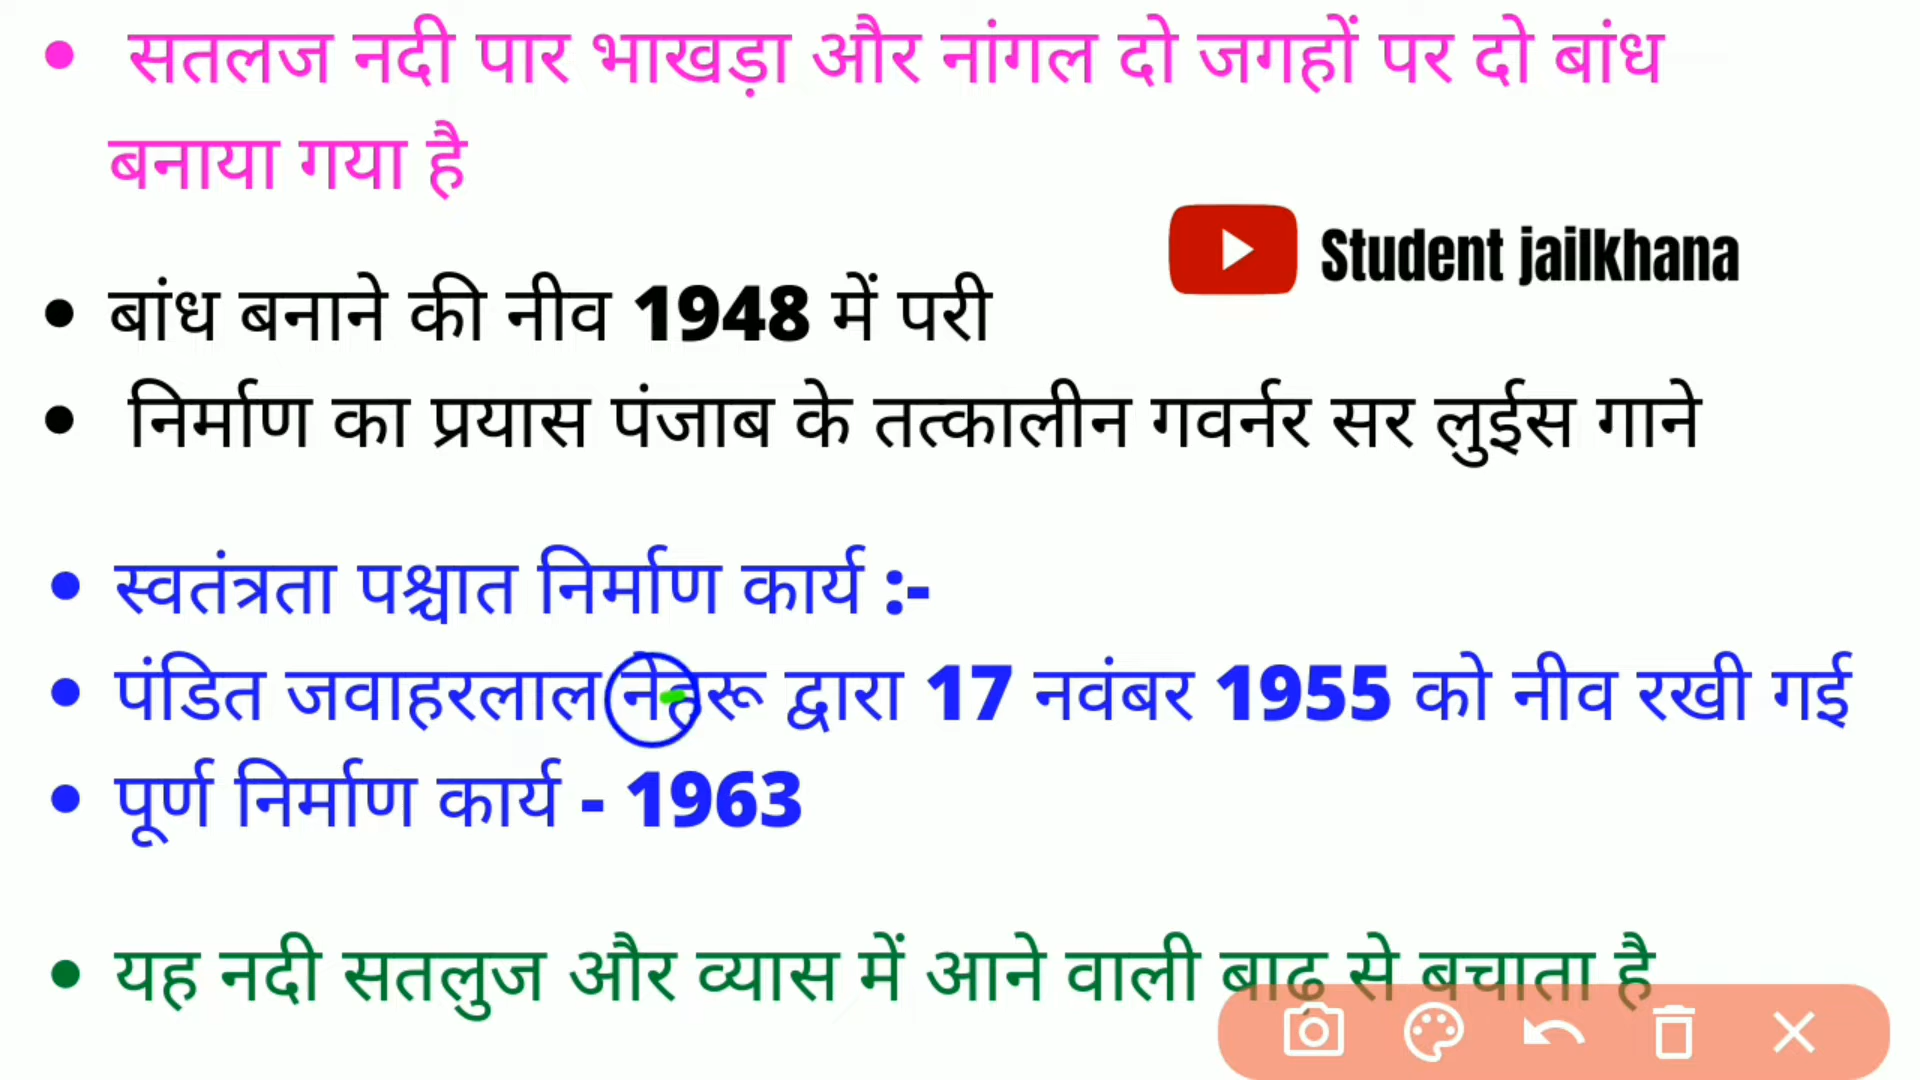 • सतलज नदी पार भाखड़ा और नांगल दो जगहों पर दो बांध
बनाया गया है
Student jailkhana
• बांध बनाने की नीव 1948 में परी
• निर्माण का प्रयास पंजाब के तत्कालीन गवर्नर सर लुईस गाने
• स्वतंत्रता पश्चात निर्माण कार्य :-
• पंडित जवाहरलाल नेहरू द्वारा 17 नवंबर 1955 को नीव रखी गई
• पूर्ण निर्माण कार्य - 1963
• यह नदी सतलुज और व्यास में आने वाली बाढ़ से बचाता है